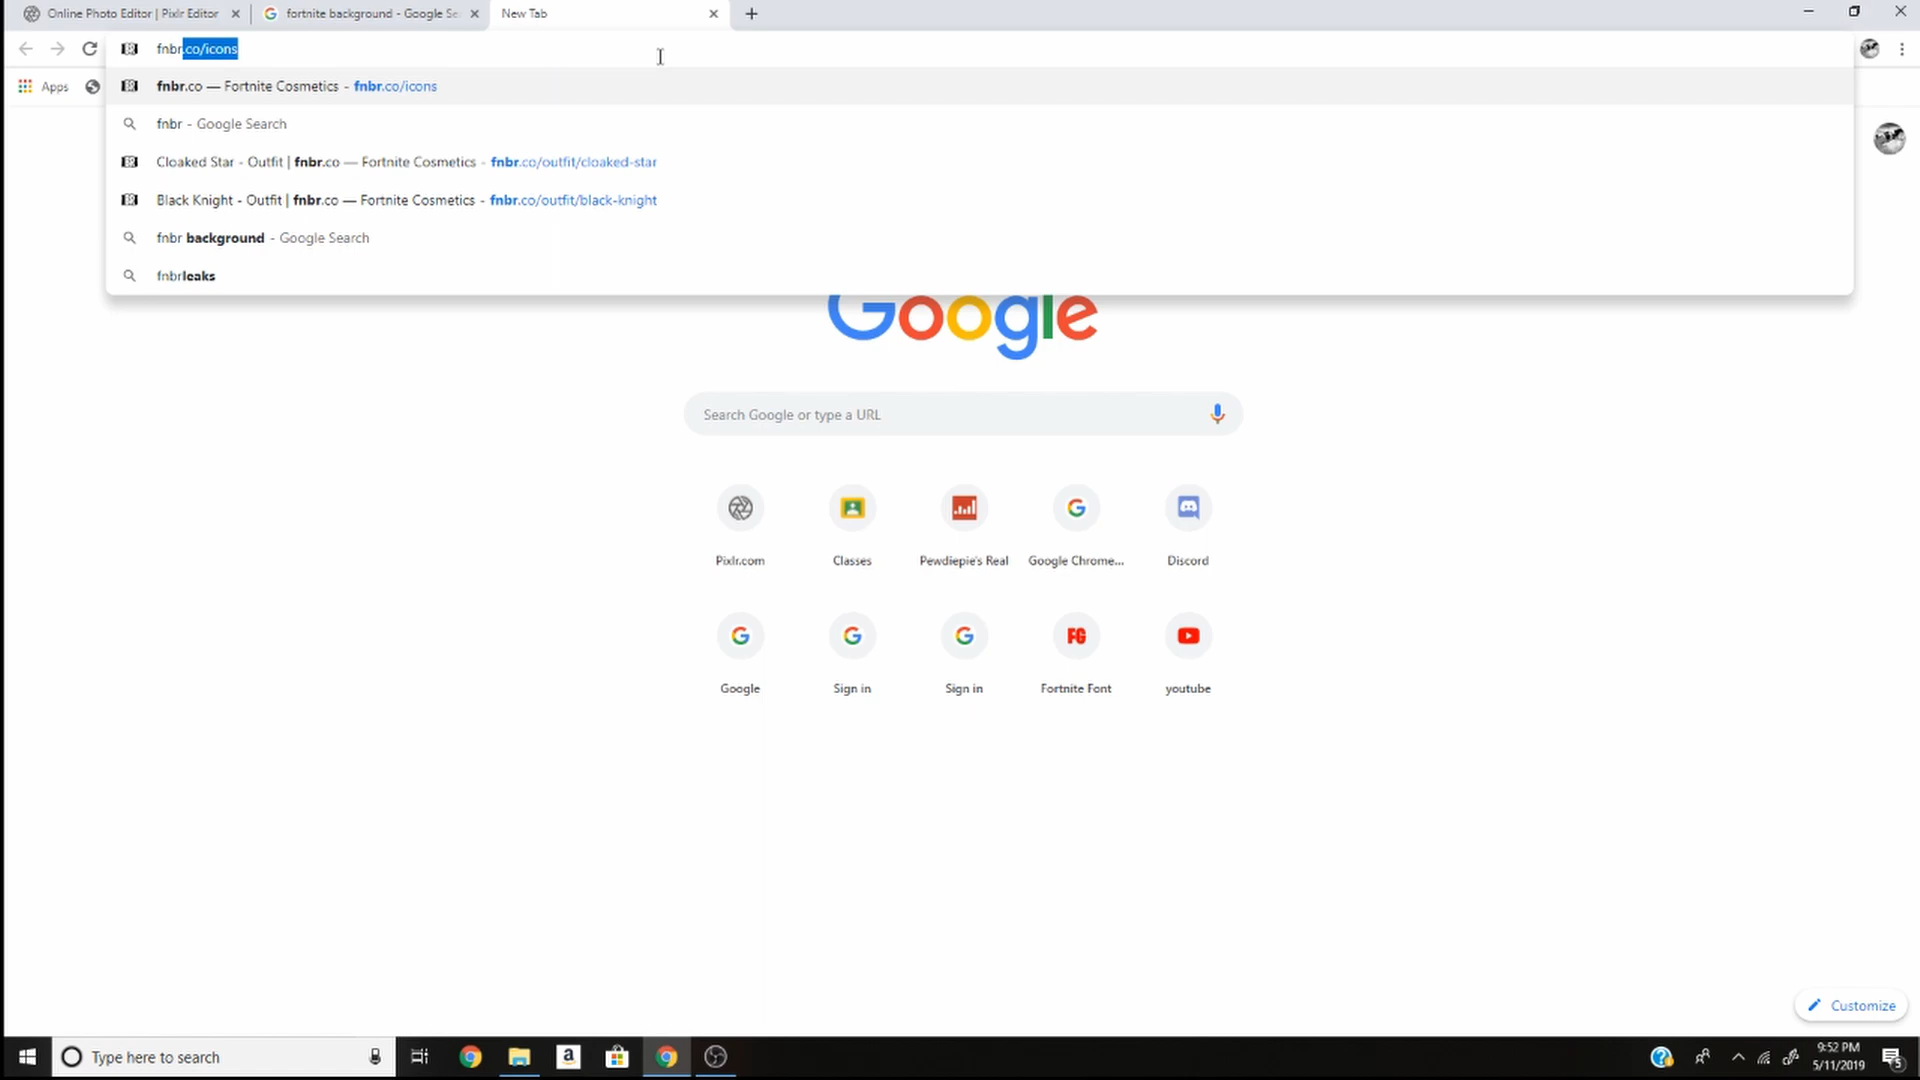 Online Photo Editor | Pixlr Editor
fortnite background - Google Se
New Tab
fnbr.co/icons
Apps
fnbr.co — Fortnite Cosmetics - fnbr.co/icons
fnbr - Google Search
Cloaked Star - Outfit | fnbr.co — Fortnite Cosmetics - fnbr.co/outfit/cloaked-star
Black Knight - Outfit | fnbr.co — Fortnite Cosmetics - fnbr.co/outfit/black-knight
fnbr background - Google Search
fnbrleaks
Google
Search Google or type a URL
Pixlr.com
Classes
Pewdiepie's Real
Google Chrome...
Discord
Google
Sign in
Sign in
FG
Fortnite Font
youtube
Customize
Type here to search
a
9:52 PM
5/11/2019
5